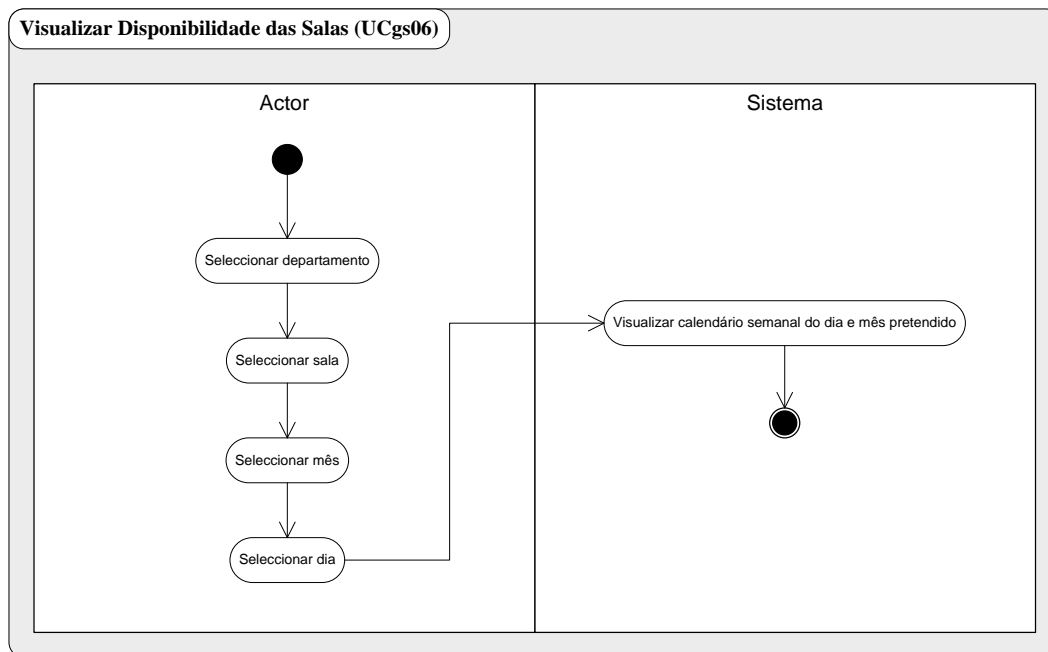 Visualizar Disponibilidade das Salas (UCgs06)
Actor
Sistema
Seleccionar departamento
Seleccionar sala
Seleccionar mês
Seleccionar dia
Visualizar calendário semanal do dia e mês pretendido